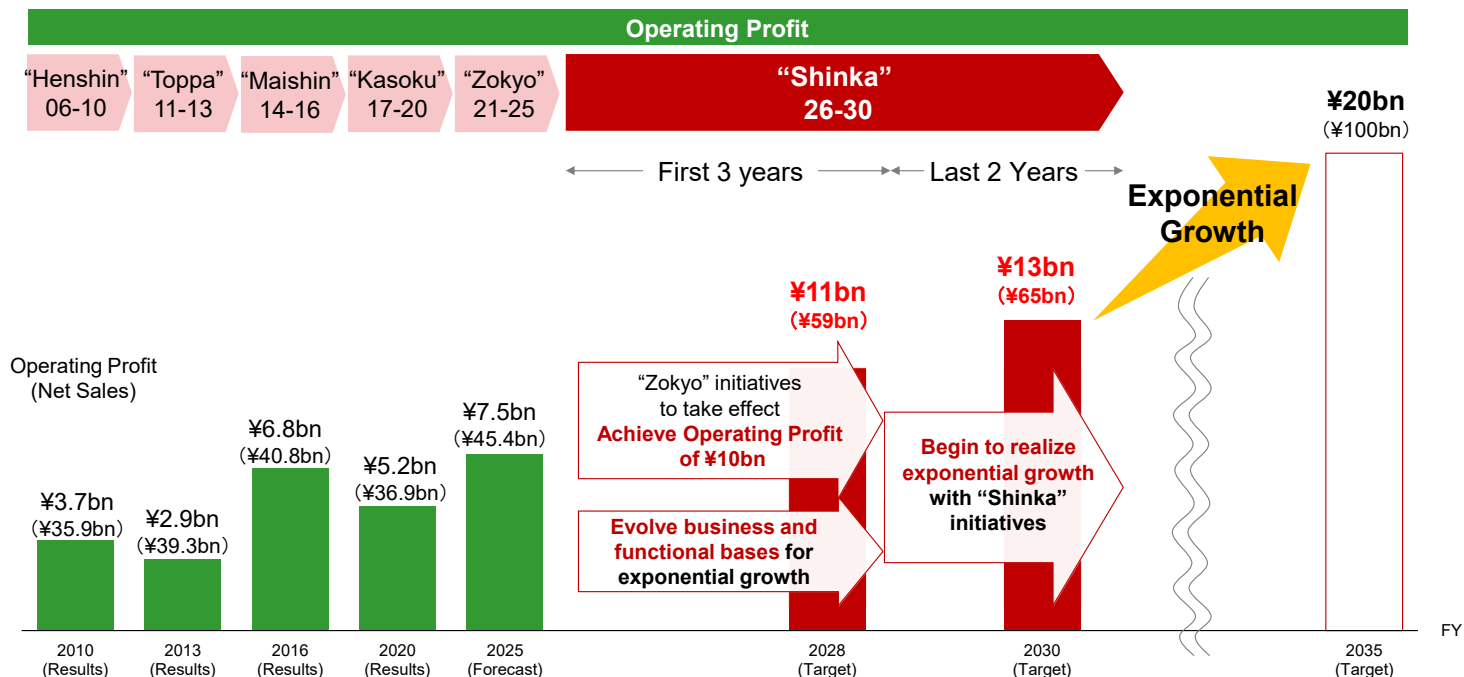 Operating Profit
“Henshin”
06-10
“Toppa”
11-13
“Maishin”
14-16
“Kasoku”
17-20
“Zokyo”
21-25
“Shinka”
26-30
First 3 years
Last 2 Years
Exponential
Growth
¥20bn
(¥100bn)
¥13bn
(¥65bn)
¥11bn
(¥59bn)
Operating Profit
(Net Sales)
¥3.7bn
(¥35.9bn)
¥2.9bn
(¥39.3bn)
¥6.8bn
(¥40.8bn)
¥5.2bn
(¥36.9bn)
¥7.5bn
(¥45.4bn)
“Zokyo” initiatives
to take effect
Achieve Operating Profit
of ¥10bn
Evolve business and
functional bases for
exponential growth
Begin to realize
exponential growth
with “Shinka”
initiatives
2010
(Results)
2013
(Results)
2016
(Results)
2020
(Results)
2025
(Forecast)
2028
(Target)
2030
(Target)
2035
(Target)
FY